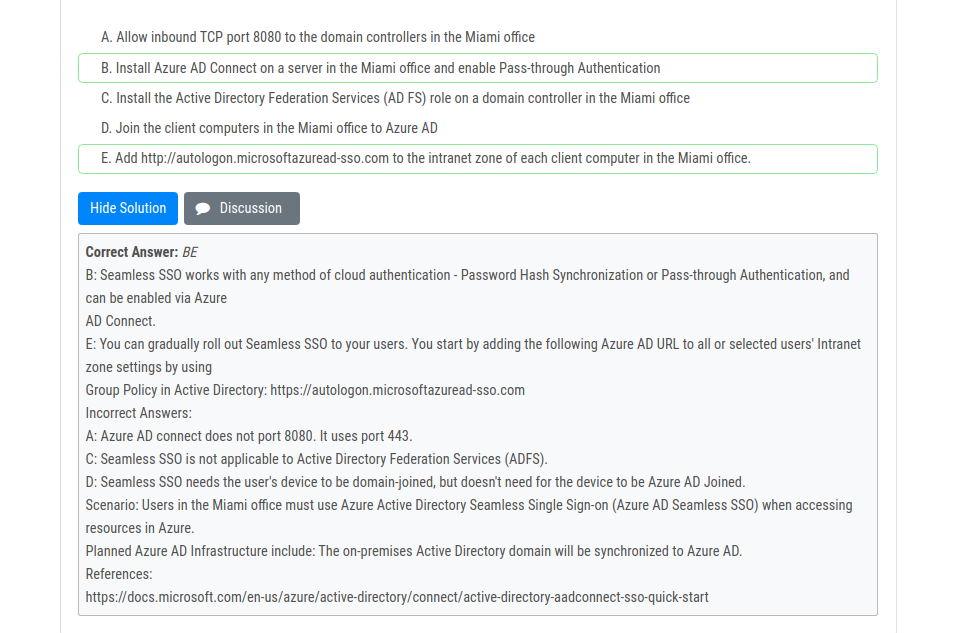 A. Allow inbound TCP port 8080 to the domain controllers in the Miami office
B. Install Azure AD Connect on a server in the Miami office and enable Pass-through Authentication
C. Install the Active Directory Federation Services (AD FS) role on a domain controller in the Miami office
D. Join the client computers in the Miami office to Azure AD
E. Add http://autologon.microsoftazuread-sso.com to the intranet zone of each client computer in the Miami office.
Hide Solution
Discussion
Correct Answer: BE
B: Seamless SSO works with any method of cloud authentication - Password Hash Synchronization or Pass-through Authentication, and
can be enabled via Azure
AD Connect.
E: You can gradually roll out Seamless SSO to your users. You start by adding the following Azure AD URL to all or selected users' Intranet
zone settings by using
Group Policy in Active Directory: https://autologon.microsoftazuread-sso.com
Incorrect Answers:
A: Azure AD connect does not port 8080. It uses port 443.
C: Seamless SSO is not applicable to Active Directory Federation Services (ADFS).
D: Seamless SSO needs the user's device to be domain-joined, but doesn't need for the device to be Azure AD Joined.
Scenario: Users in the Miami office must use Azure Active Directory Seamless Single Sign-on (Azure AD Seamless SSO) when accessing
resources in Azure.
Planned Azure AD Infrastructure include: The on-premises Active Directory domain will be synchronized to Azure AD.
References:
https://docs.microsoft.com/en-us/azure/active-directory/connect/active-directory-aadconnect-sso-quick-start